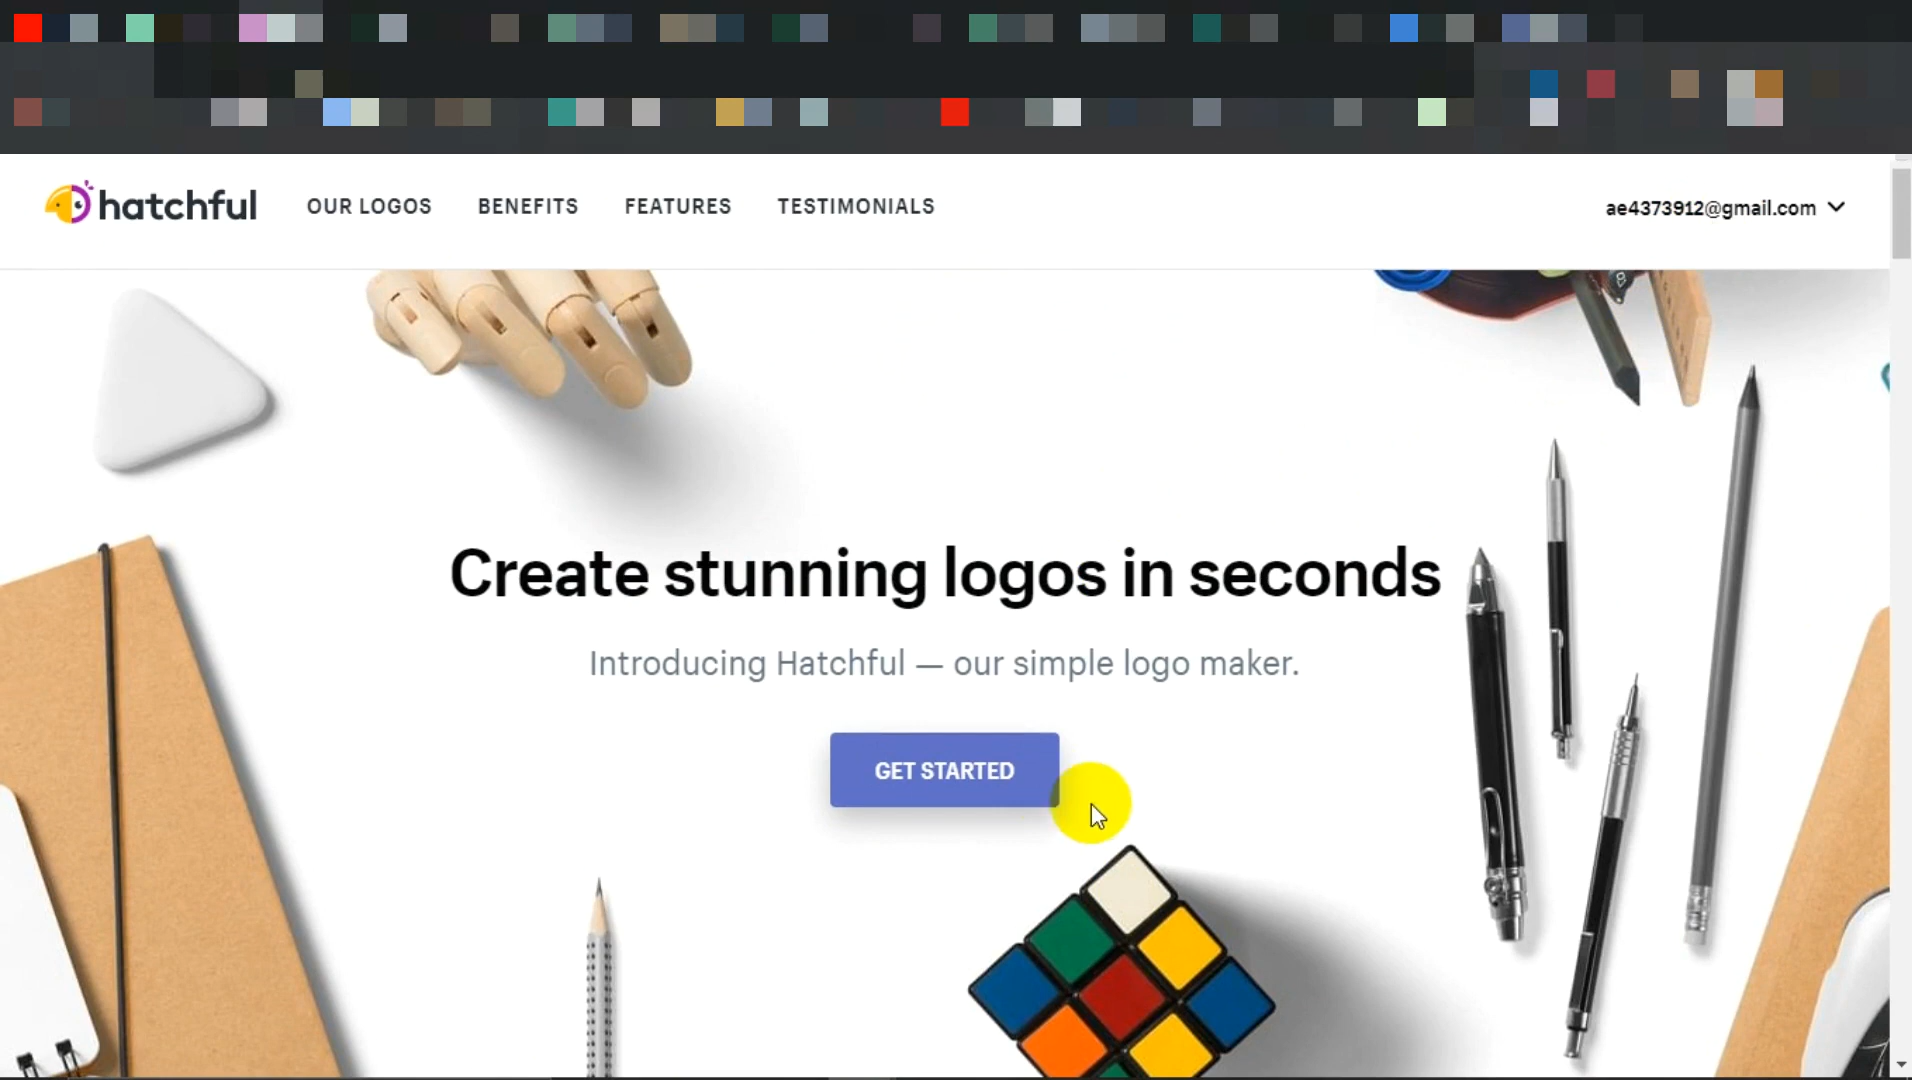 hatchful
OUR LOGOS
BENEFITS
FEATURES
TESTIMONIALS
ae4373912@gmail.com
Create stunning logos in seconds
Introducing Hatchful — our simple logo maker.
GET STARTED